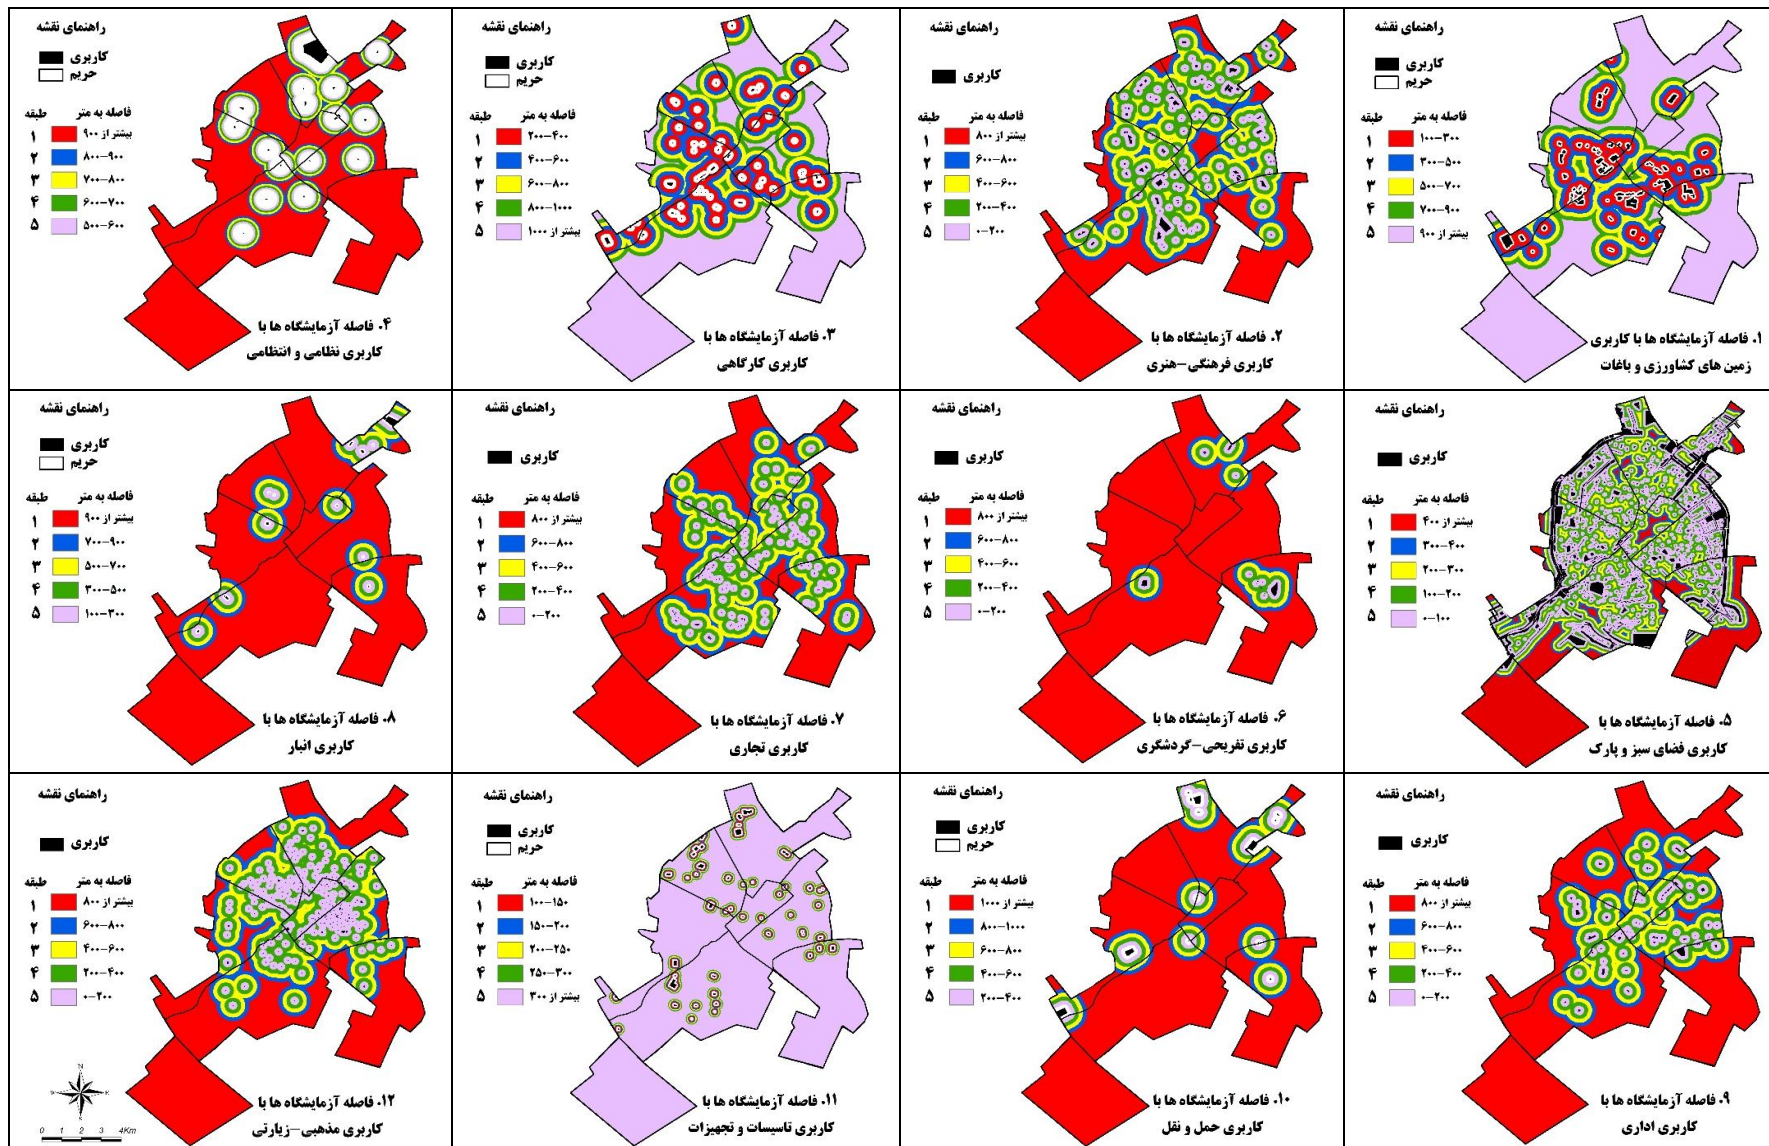 راهنمای نقشه
کاربری
حریم
طبقه فاصله به متر
۱ ۱۰۰-۳۰۰
۲ ۳۰۰-۵۰۰
۳ ۵۰۰-۷۰۰
۴ ۷۰۰-۹۰۰
۵ بیشتر از ۹۰۰
۱. فاصله آزمایشگاه ها با کاربری
زمین های کشاورزی و باغات
راهنمای نقشه
کاربری
طبقه فاصله به متر
۱ بیشتر از ۸۰۰
۲ ۶۰۰-۸۰۰
۳ ۴۰۰-۶۰۰
۴ ۲۰۰-۴۰۰
۵ ۰-۲۰۰
۲. فاصله آزمایشگاه ها با
کاربری فرهنگی-هنری
راهنمای نقشه
کاربری
حریم
طبقه فاصله به متر
۱ ۲۰۰-۴۰۰
۲ ۴۰۰-۶۰۰
۳ ۶۰۰-۸۰۰
۴ ۸۰۰-۱۰۰۰
۵ بیشتر از ۱۰۰۰
۳. فاصله آزمایشگاه ها با
کاربری کارگاهی
راهنمای نقشه
کاربری
حریم
طبقه فاصله به متر
۱ بیشتر از ۹۰۰
۲ ۸۰۰-۹۰۰
۳ ۷۰۰-۸۰۰
۴ ۶۰۰-۷۰۰
۵ ۵۰۰-۶۰۰
۴. فاصله آزمایشگاه ها با
کاربری نظامی و انتظامی
راهنمای نقشه
کاربری
طبقه فاصله به متر
۱ بیشتر از ۴۰۰
۲ ۳۰۰-۴۰۰
۳ ۲۰۰-۳۰۰
۴ ۱۰۰-۲۰۰
۵ ۰-۱۰۰
۵. فاصله آزمایشگاه ها با
کاربری فضای سبز و پارک
راهنمای نقشه
کاربری
طبقه فاصله به متر
۱ بیشتر از ۸۰۰
۲ ۶۰۰-۸۰۰
۳ ۴۰۰-۶۰۰
۴ ۲۰۰-۴۰۰
۵ ۰-۲۰۰
۶. فاصله آزمایشگاه ها با
کاربری تفریحی-گردشگری
راهنمای نقشه
کاربری
طبقه فاصله به متر
۱ بیشتر از ۸۰۰
۲ ۶۰۰-۸۰۰
۳ ۴۰۰-۶۰۰
۴ ۲۰۰-۴۰۰
۵ ۰-۲۰۰
۷. فاصله آزمایشگاه ها با
کاربری تجاری
راهنمای نقشه
کاربری
حریم
طبقه فاصله به متر
۱ بیشتر از ۹۰۰
۲ ۷۰۰-۹۰۰
۳ ۵۰۰-۷۰۰
۴ ۳۰۰-۵۰۰
۵ ۱۰۰-۳۰۰
۸. فاصله آزمایشگاه ها با
کاربری انبار
راهنمای نقشه
کاربری
طبقه فاصله به متر
۱ بیشتر از ۸۰۰
۲ ۶۰۰-۸۰۰
۳ ۴۰۰-۶۰۰
۴ ۲۰۰-۴۰۰
۵ ۰-۲۰۰
۹. فاصله آزمایشگاه ها با
کاربری اداری
راهنمای نقشه
کاربری
حریم
طبقه فاصله به متر
۱ بیشتر از ۱۰۰۰
۲ ۸۰۰-۱۰۰۰
۳ ۶۰۰-۸۰۰
۴ ۴۰۰-۶۰۰
۵ ۲۰۰-۴۰۰
۱۰. فاصله آزمایشگاه ها با
کاربری حمل و نقل
راهنمای نقشه
کاربری
حریم
طبقه فاصله به متر
۱ ۱۰۰-۱۵۰
۲ ۱۵۰-۲۰۰
۳ ۲۰۰-۲۵۰
۴ ۲۵۰-۳۰۰
۵ بیشتر از ۳۰۰
۱۱. فاصله آزمایشگاه ها با
کاربری تاسیسات و تجهیزات
راهنمای نقشه
کاربری
طبقه فاصله به متر
۱ بیشتر از ۸۰۰
۲ ۶۰۰-۸۰۰
۳ ۴۰۰-۶۰۰
۴ ۲۰۰-۴۰۰
۵ ۰-۲۰۰
۱۲. فاصله آزمایشگاه ها با
کاربری مذهبی-زیارتی
N
0 1 2 3 4Km